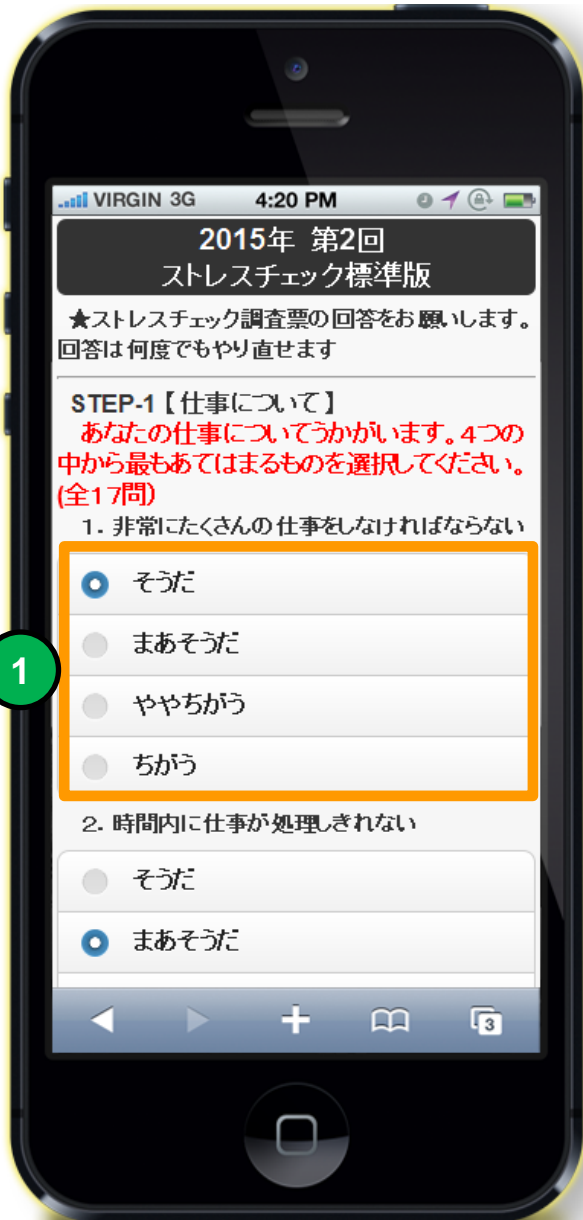 VIRGIN 3G 4:20 PM
2015年 第2回
ストレスチェック標準版
★ストレスチェック調査票の回答をお願いします。
回答は何度でもやり直せます
STEP-1【仕事について】
あなたの仕事についてうかがいます。4つの
中から最もあてはまるものを選択してください。
(全17問)
1. 非常にたくさんの仕事をしなければならない
そうだ
まあそうだ
1
ややちがう
ちがう
2. 時間内に仕事が処理しきれない
そうだ
まあそうだ
3